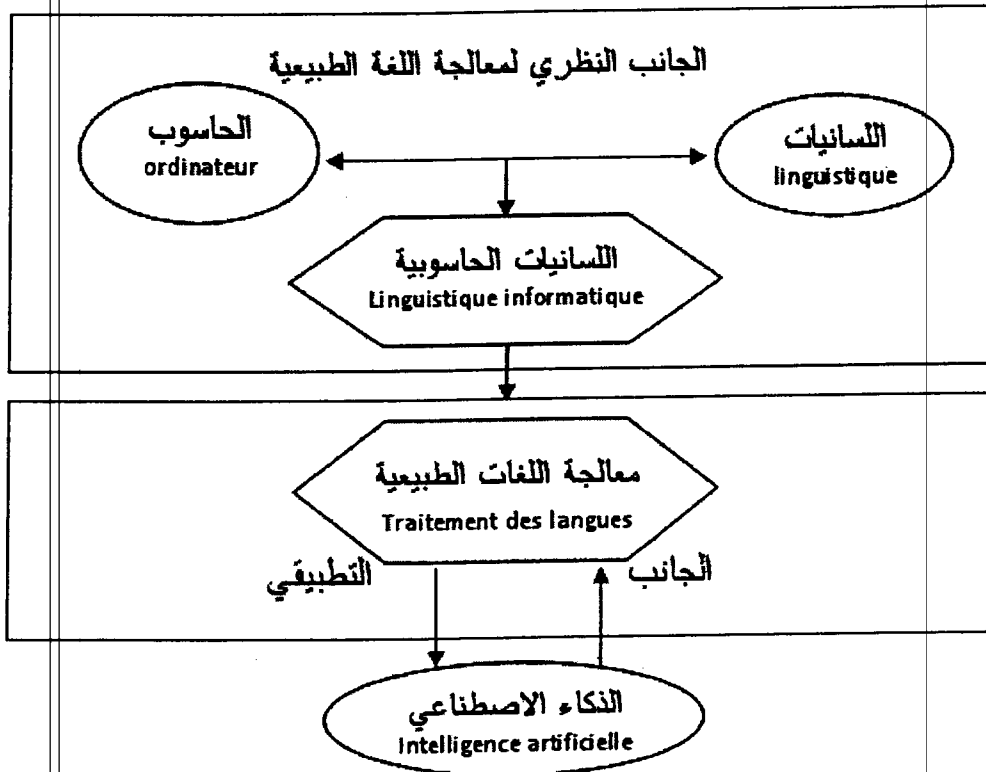 الجانب النظري لمعالجة اللغة الطبيعية
اللسانيات
linguistique
الحاسوب
ordinateur
اللسانيات الحاسوبية
Linguistique informatique
معالجة اللغات الطبيعية
Traitement des langues
الجانب التطبيقي
الذكاء الاصطناعي
Intelligence artificielle